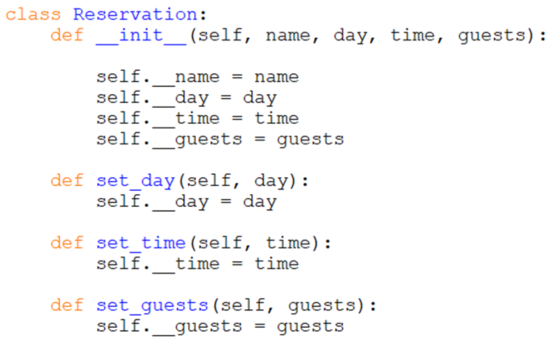 class Reservation:
    def __init__(self, name, day, time, guests):
        self.__name = name
        self.__day = day
        self.__time = time
        self.__guests = guests
    def set_day(self, day):
        self.__day = day
    def set_time(self, time):
        self.__time = time
    def set_guests(self, guests):
        self.__guests = guests